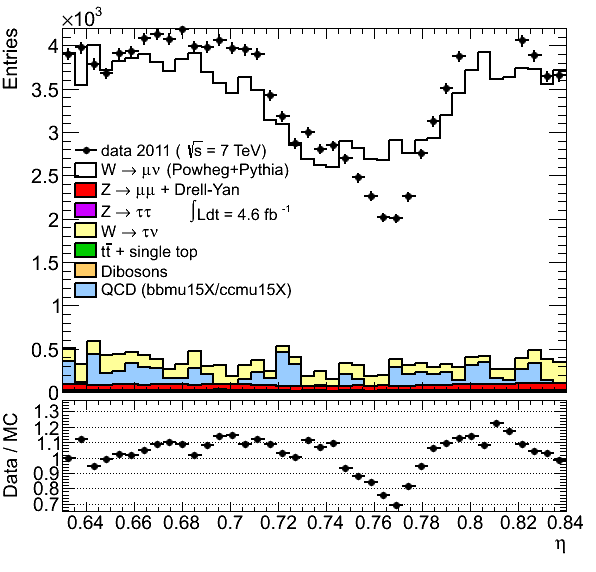 ×10³
Entries
4
3.5
3
2.5
2
1.5
1
0.5
0
data 2011 ( √s = 7 TeV)
W → μν (Powheg+Pythia)
Z → μμ + Drell-Yan
Z → ττ ∫Ldt = 4.6 fb⁻¹
W → τν
tt̄ + single top
Dibosons
QCD (bbmu15X/ccmu15X)
Data / MC
1.3
1.2
1.1
1
0.9
0.8
0.7
0.64 0.66 0.68 0.7 0.72 0.74 0.76 0.78 0.8 0.82 0.84
η